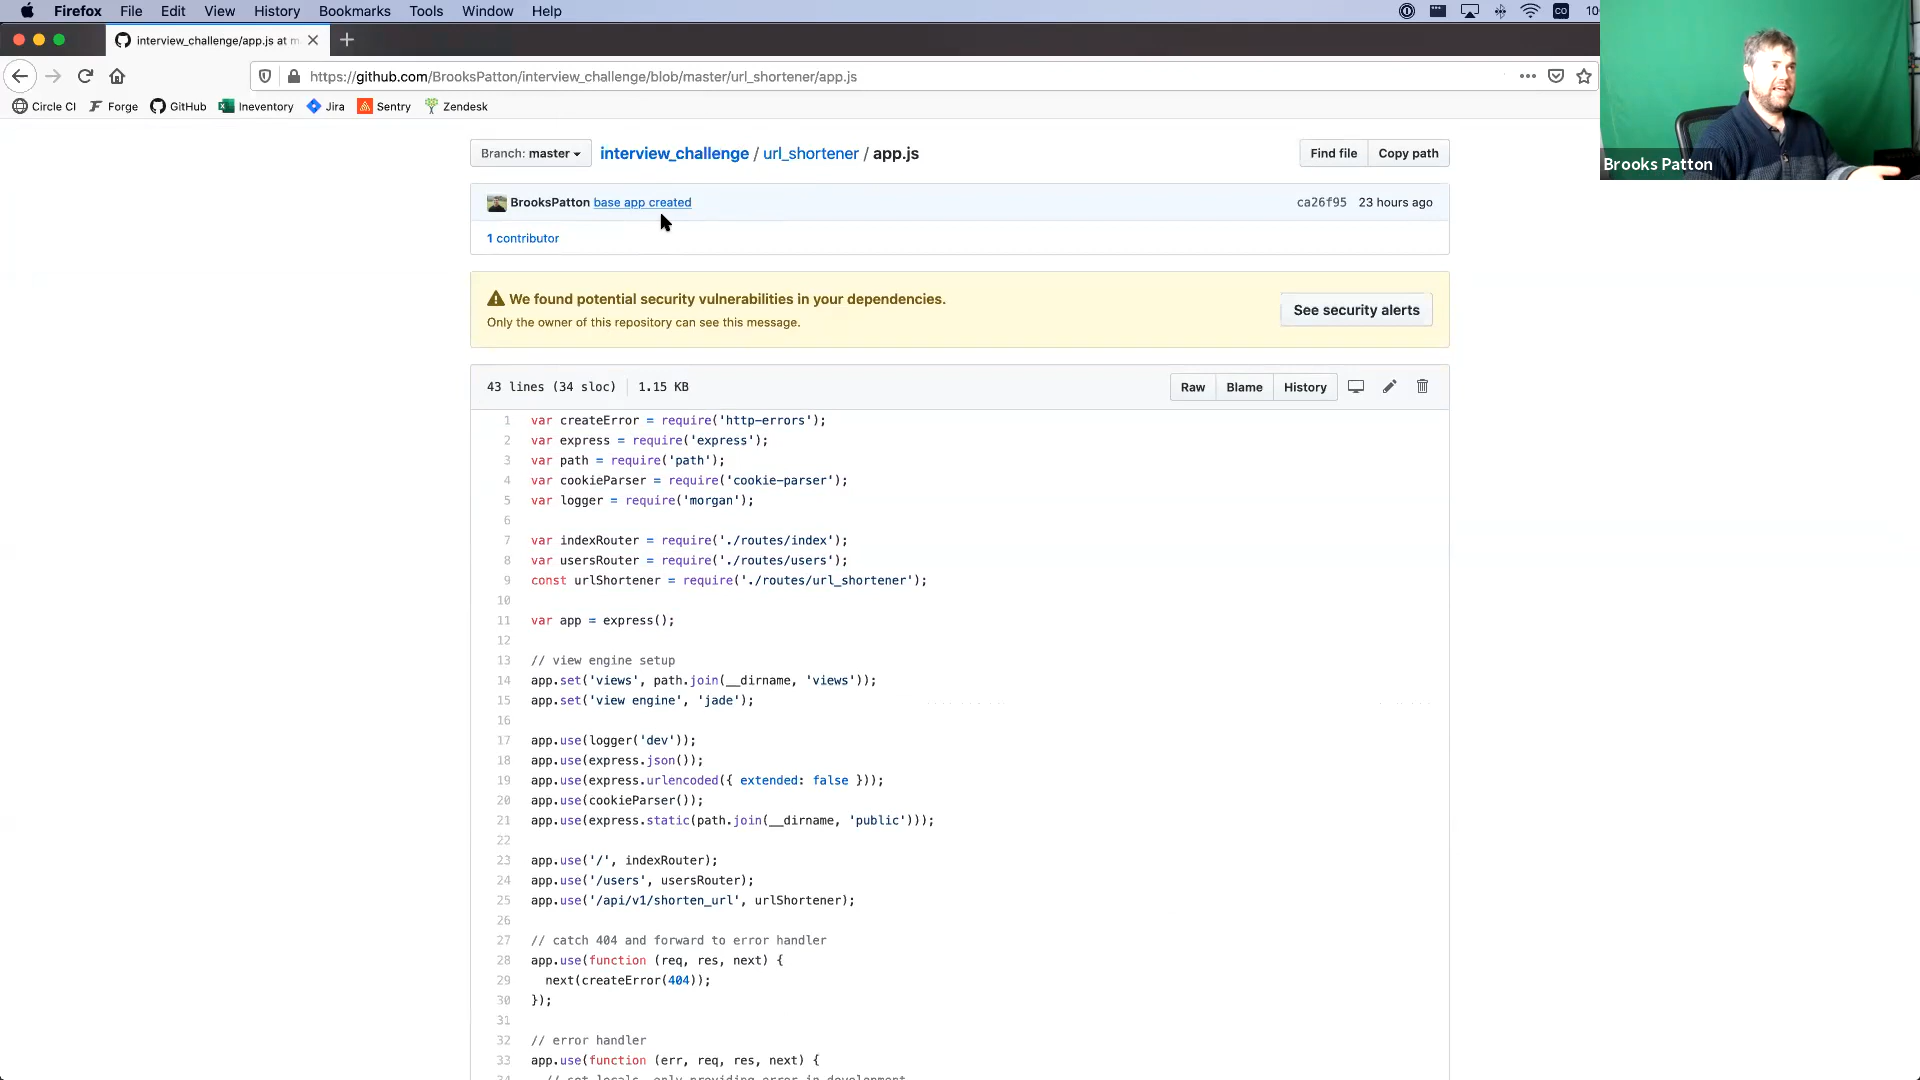 Firefox File Edit View History Bookmarks Tools Window Help
CO 10
interview_challenge/app.js at m
https://github.com/BrooksPatton/interview_challenge/blob/master/url_shortener/app.js
Circle CI Forge GitHub Ineventory Jira Sentry Zendesk
Brooks Patton
Branch: master interview_challenge / url_shortener / app.js Find file Copy path
BrooksPatton base app created ca26f95 23 hours ago
1 contributor
We found potential security vulnerabilities in your dependencies.
Only the owner of this repository can see this message.
See security alerts
43 lines (34 sloc) 1.15 KB Raw Blame History
1 var createError = require('http-errors');
2 var express = require('express');
3 var path = require('path');
4 var cookieParser = require('cookie-parser');
5 var logger = require('morgan');
6
7 var indexRouter = require('./routes/index');
8 var usersRouter = require('./routes/users');
9 const urlShortener = require('./routes/url_shortener');
10
11 var app = express();
12
13 // view engine setup
14 app.set('views', path.join(__dirname, 'views'));
15 app.set('view engine', 'jade');
16
17 app.use(logger('dev'));
18 app.use(express.json());
19 app.use(express.urlencoded({ extended: false }));
20 app.use(cookieParser());
21 app.use(express.static(path.join(__dirname, 'public')));
22
23 app.use('/', indexRouter);
24 app.use('/users', usersRouter);
25 app.use('/api/v1/shorten_url', urlShortener);
26
27 // catch 404 and forward to error handler
28 app.use(function (req, res, next) {
29 next(createError(404));
30 });
31
32 // error handler
33 app.use(function (err, req, res, next) {
34 // set locals, only providing error in development